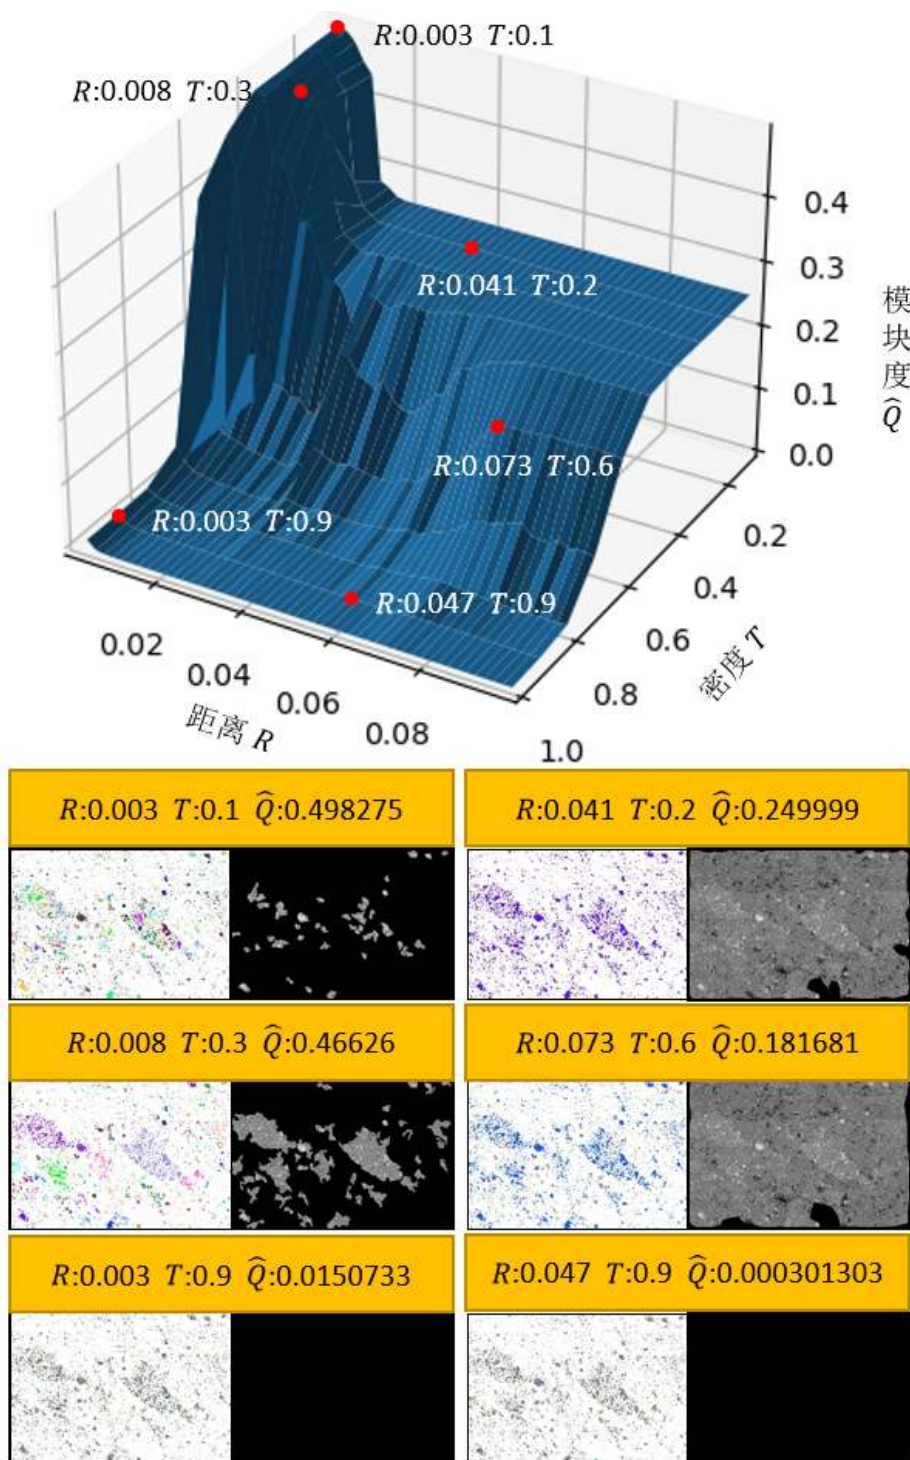 R:0.003 T:0.1
R:0.008 T:0.3
0.4
0.3
R:0.041 T:0.2
0.2
模块度 Q̂
0.1
R:0.073 T:0.6
0.0
R:0.003 T:0.9
0.2
0.4
R:0.047 T:0.9
0.6
0.02
0.8
密度 T
0.04
0.06
距离 R
0.08
1.0
R:0.003 T:0.1 Q̂:0.498275
R:0.041 T:0.2 Q̂:0.249999
R:0.008 T:0.3 Q̂:0.46626
R:0.073 T:0.6 Q̂:0.181681
R:0.003 T:0.9 Q̂:0.0150733
R:0.047 T:0.9 Q̂:0.000301303